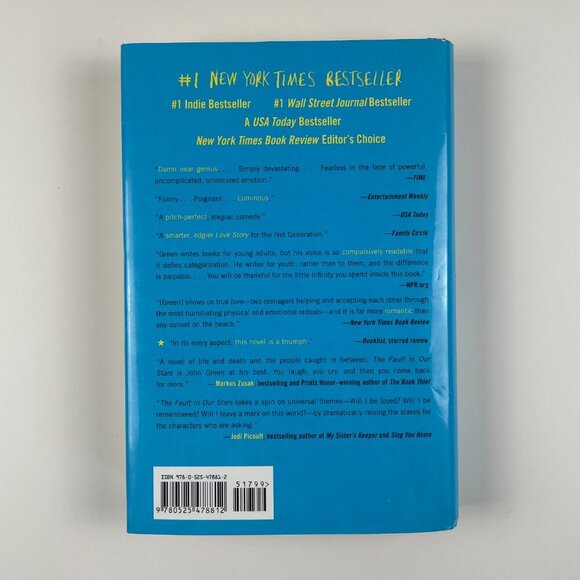 #1 NEW YORK TIMES BESTSELLER
#1 Indie Bestseller #1 Wall Street Journal Bestseller
A USA Today Bestseller
New York Times Book Review Editor's Choice
"Damn near genius . . . Simply devastating. . . . Fearless in the face of powerful,
uncomplicated, unironized emotion."
—TIME
"Funny . . . Poignant . . . Luminous."
—Entertainment Weekly
"A pitch-perfect, elegiac comedy."
—USA Today
"A smarter, edgier Love Story for the Net Generation."
—Family Circle
"Green writes books for young adults, but his voice is so compulsively readable that
it defies categorization. He writes for youth, rather than to them, and the difference is
palpable. . . . You will be thankful for the little infinity you spend inside this book."
—NPR.org
"[Green] shows us true love—two teenagers helping and accepting each other through
the most humiliating physical and emotional ordeals—and it is far more romantic than
any sunset on the beach."
—New York Times Book Review
★ "In its every aspect, this novel is a triumph."
—Booklist, starred review
"A novel of life and death and the people caught in between, The Fault in Our
Stars is John Green at his best. You laugh, you cry, and then you come back
for more." —Markus Zusak, bestselling and Printz Honor–winning author of The Book Thief
"The Fault in Our Stars takes a spin on universal themes—Will I be loved? Will I be
remembered? Will I leave a mark on this world?—by dramatically raising the stakes for
the characters who are asking."
—Jodi Picoult, bestselling author of My Sister's Keeper and Sing You Home
ISBN 978-0-525-47881-2
51799>
9 780525 478812